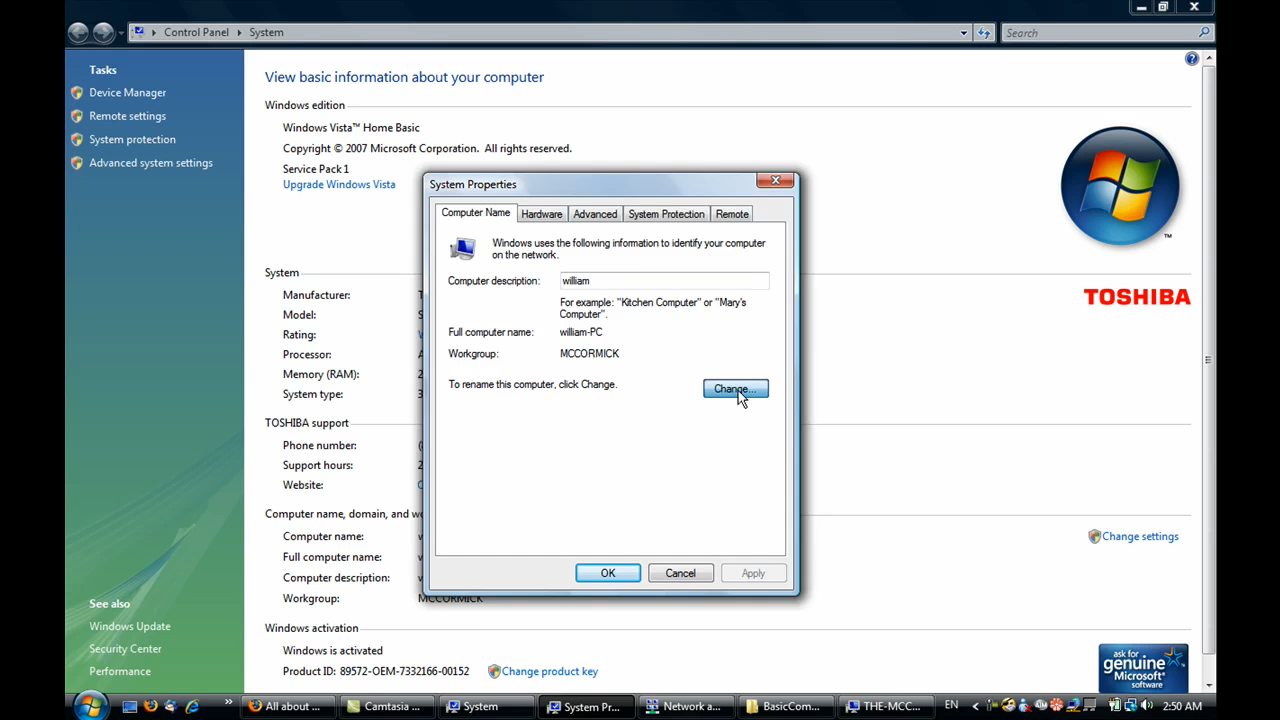 Control Panel
System
Search
Tasks
Device Manager
Remote settings
System protection
Advanced system settings
See also
Windows Update
Security Center
Performance
View basic information about your computer
Windows edition
Windows Vista™ Home Basic
Copyright © 2007 Microsoft Corporation. All rights reserved.
Service Pack 1
Upgrade Windows Vista
TM
System
Manufacturer:
Model:
Rating:
Processor:
Memory (RAM):
System type:
TOSHIBA
TOSHIBA support
Phone number:
Support hours:
Website:
Computer name, domain, and
Computer name:
Full computer name:
Computer description:
Workgroup: MCCORMICK
Change settings
Windows activation
Windows is activated
Product ID: 89572-OEM-7332166-00152
Change product key
ask for
genuine
Microsoft
software
System Properties
Computer Name
Hardware
Advanced
System Protection
Remote
Windows uses the following information to identify your computer
on the network.
Computer description: william
For example: "Kitchen Computer" or "Mary's
Computer".
Full computer name: william-PC
Workgroup: MCCORMICK
To rename this computer, click Change.
Change...
OK
Cancel
Apply
All about ...
Camtasia ...
System
System Pr...
Network a...
BasicCom...
THE-MCC...
EN
2:50 AM